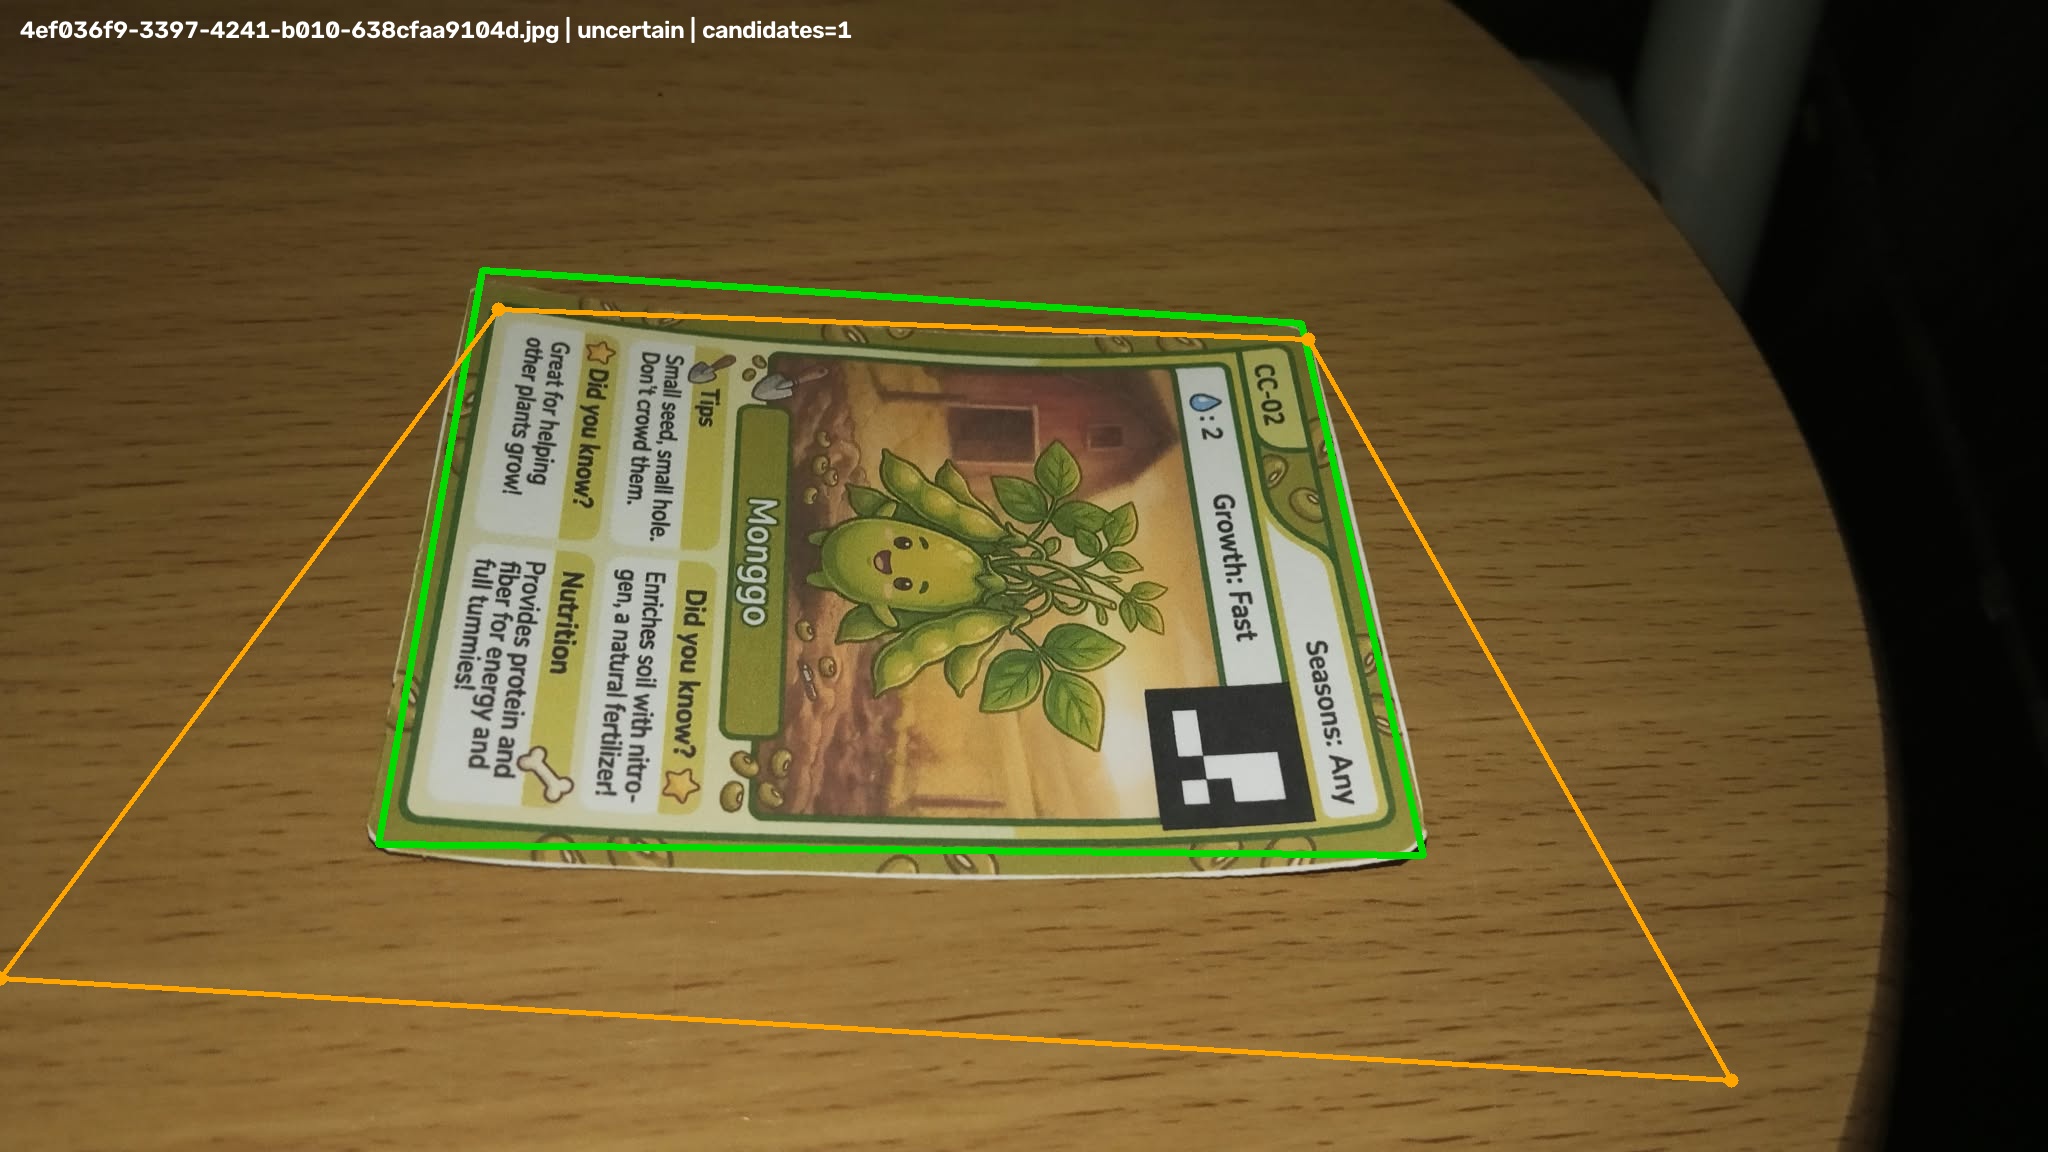 4ef036f9-3397-4241-b010-638cfaa9104d.jpg | uncertain | candidates=1
CC-02
Seasons: Any
: 2
Growth: Fast
Monggo
Tips
Small seed, small hole.
Don't crowd them.
Did you know?
Enriches soil with nitro-
gen, a natural fertilizer!
Did you know?
Great for helping
other plants grow!
Nutrition
Provides protein and
fiber for energy and
full tummies!